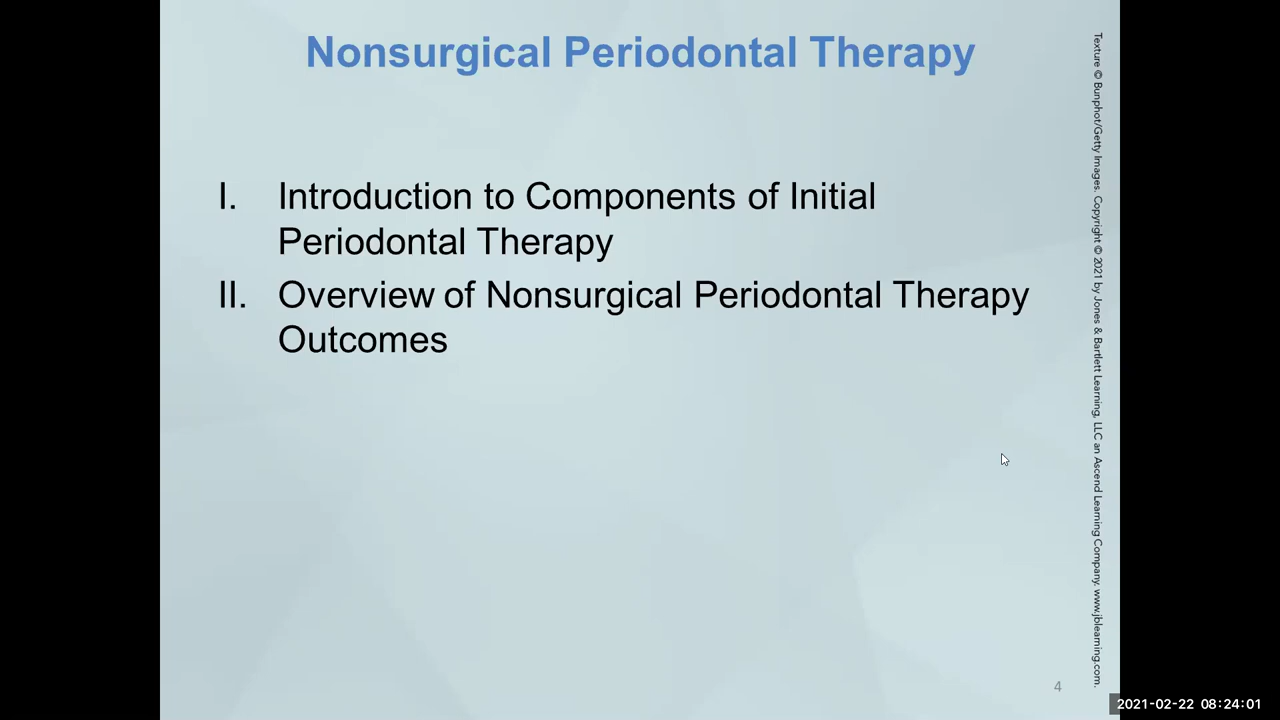 Nonsurgical Periodontal Therapy
I. Introduction to Components of Initial
Periodontal Therapy
II. Overview of Nonsurgical Periodontal Therapy
Outcomes
Texture © Bunphot/Getty Images. Copyright © 2021 by Jones & Bartlett Learning, LLC an Ascend Learning Company. www.jblearning.com.
4
2021-02-22 08:24:01